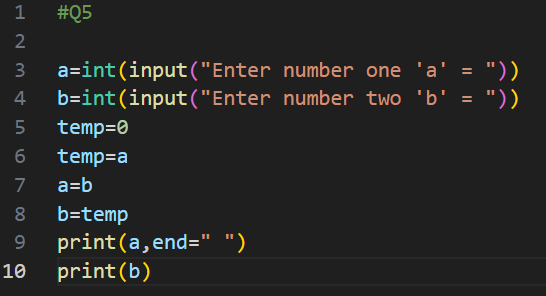 1 #Q5
2
3 a=int(input("Enter number one 'a' = "))
4 b=int(input("Enter number two 'b' = "))
5 temp=0
6 temp=a
7 a=b
8 b=temp
9 print(a,end=" ")
10 print(b)